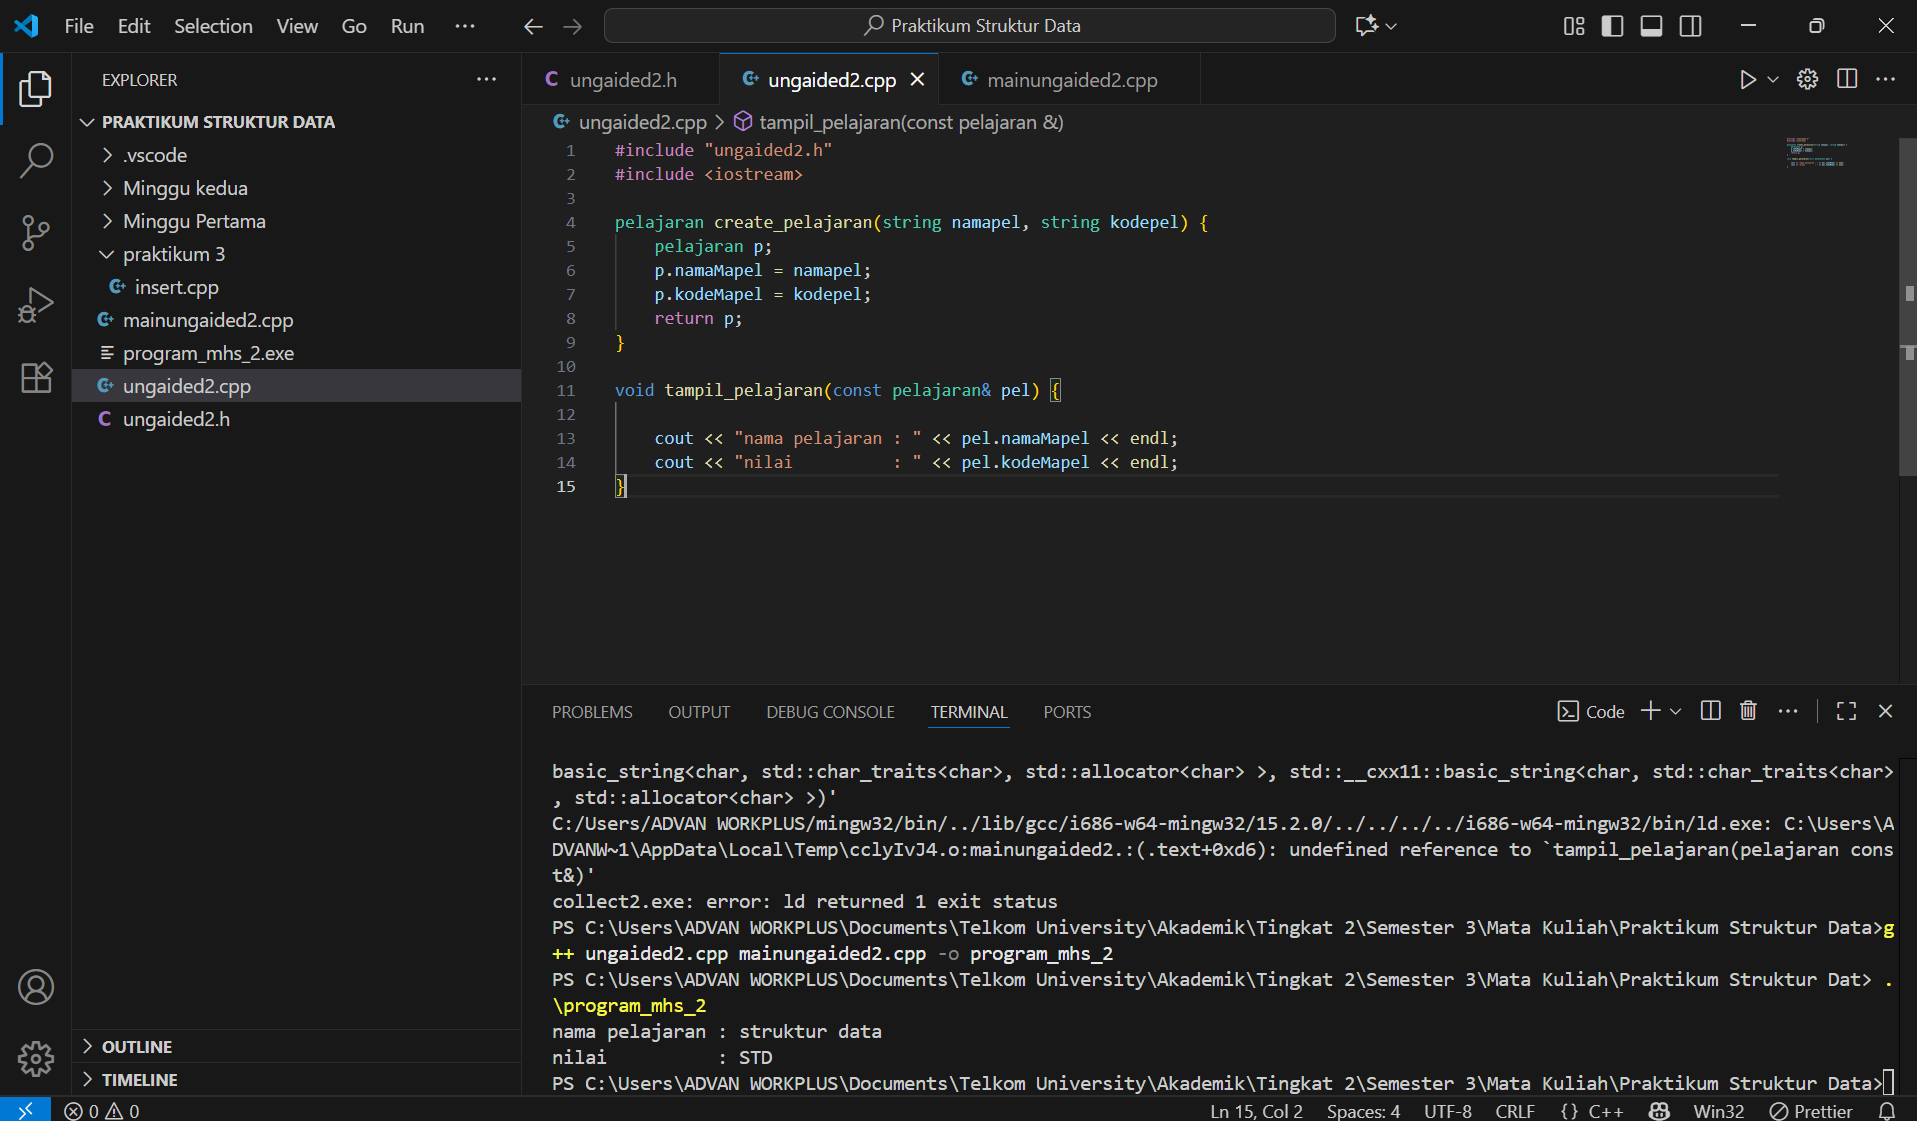 File Edit Selection View Go Run ···
Praktikum Struktur Data
EXPLORER
PRAKTIKUM STRUKTUR DATA
.vscode
Minggu kedua
Minggu Pertama
praktikum 3
insert.cpp
mainungaided2.cpp
program_mhs_2.exe
ungaided2.cpp
ungaided2.h
OUTLINE
TIMELINE
ungaided2.h ungaided2.cpp mainungaided2.cpp
ungaided2.cpp > tampil_pelajaran(const pelajaran &)
1 #include "ungaided2.h"
2 #include <iostream>
3
4 pelajaran create_pelajaran(string namapel, string kodepel) {
5 pelajaran p;
6 p.namaMapel = namapel;
7 p.kodeMapel = kodepel;
8 return p;
9 }
10
11 void tampil_pelajaran(const pelajaran& pel) {
12
13 cout << "nama pelajaran : " << pel.namaMapel << endl;
14 cout << "nilai          : " << pel.kodeMapel << endl;
15 }
PROBLEMS OUTPUT DEBUG CONSOLE TERMINAL PORTS
Code
basic_string<char, std::char_traits<char>, std::allocator<char> >, std::__cxx11::basic_string<char, std::char_traits<char>
, std::allocator<char> >)'
C:/Users/ADVAN WORKPLUS/mingw32/bin/../lib/gcc/i686-w64-mingw32/15.2.0/../../../../i686-w64-mingw32/bin/ld.exe: C:\Users\A
DVANW~1\AppData\Local\Temp\cclyIvJ4.o:mainungaided2.:(.text+0xd6): undefined reference to `tampil_pelajaran(pelajaran cons
t&)'
collect2.exe: error: ld returned 1 exit status
PS C:\Users\ADVAN WORKPLUS\Documents\Telkom University\Akademik\Tingkat 2\Semester 3\Mata Kuliah\Praktikum Struktur Data>g
++ ungaided2.cpp mainungaided2.cpp -o program_mhs_2
PS C:\Users\ADVAN WORKPLUS\Documents\Telkom University\Akademik\Tingkat 2\Semester 3\Mata Kuliah\Praktikum Struktur Dat> .
\program_mhs_2
nama pelajaran : struktur data
nilai          : STD
PS C:\Users\ADVAN WORKPLUS\Documents\Telkom University\Akademik\Tingkat 2\Semester 3\Mata Kuliah\Praktikum Struktur Data>
0 0 Ln 15, Col 2 Spaces: 4 UTF-8 CRLF {} C++ Win32 Prettier